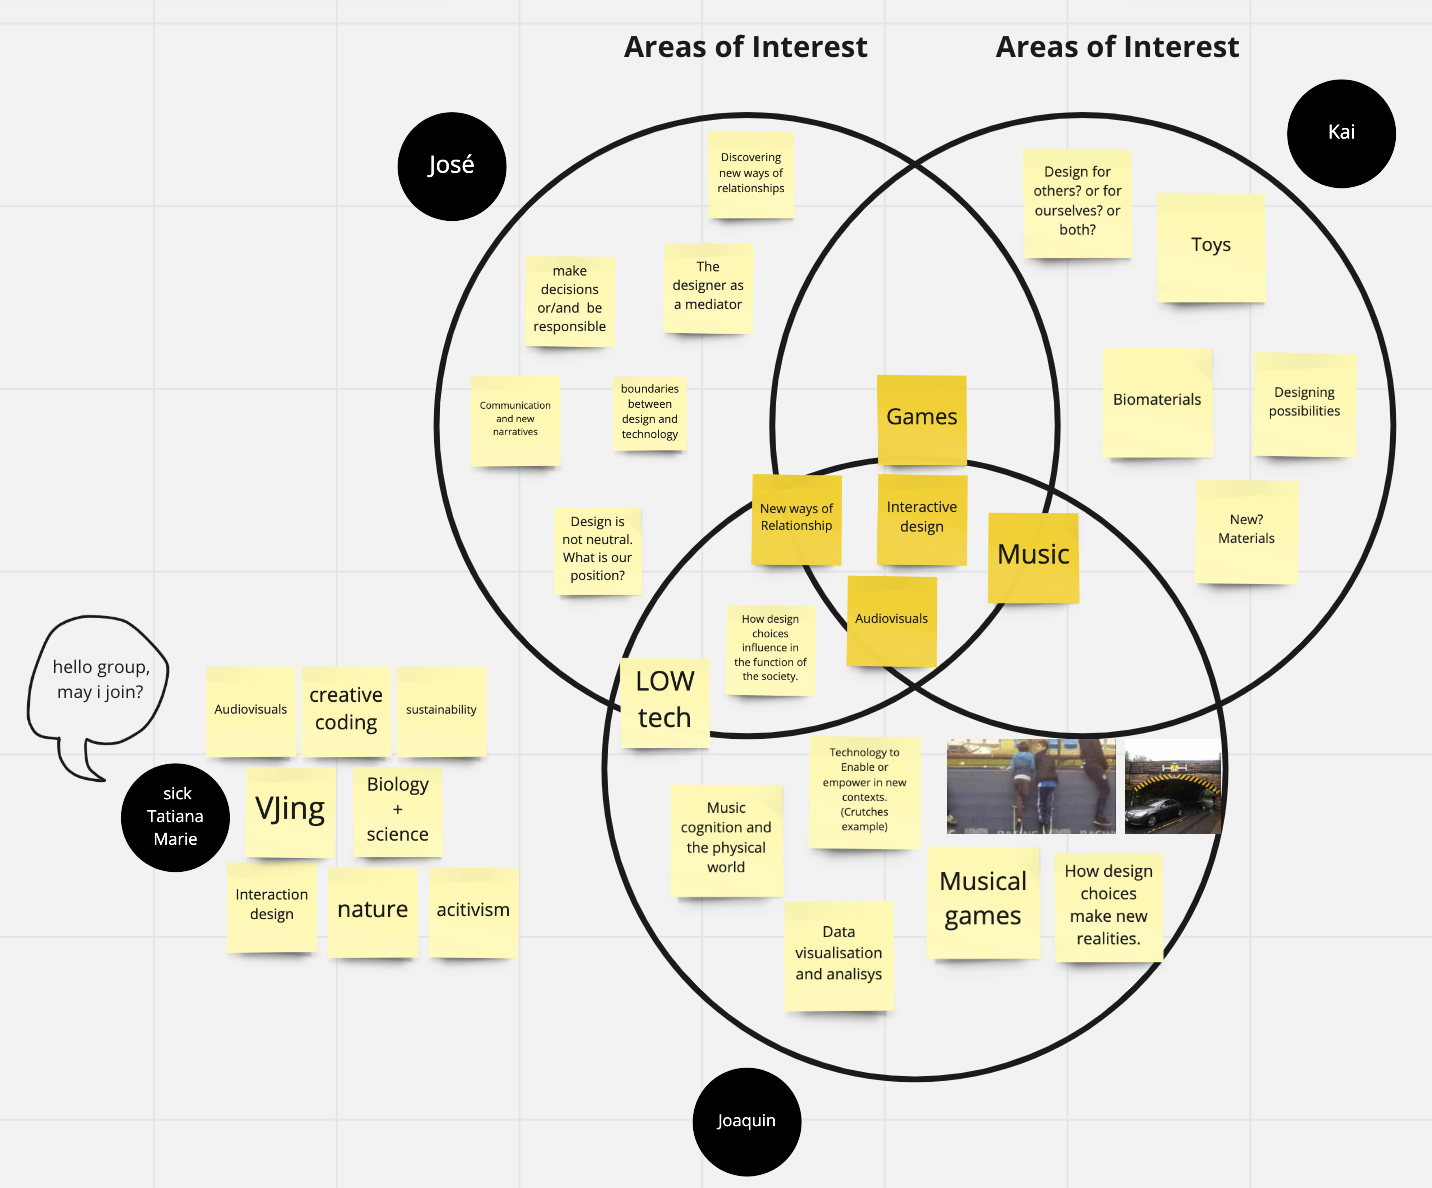 Areas of Interest
Areas of Interest
José
Kai
Discovering
new ways of
relationships
Design for
others? or for
ourselves? or
both?
Toys
make
decisions
or/and be
responsible
The
designer as
a mediator
Communication
and new
narratives
boundaries
between
design and
technology
Games
Biomaterials
Designing
possibilities
New ways of
Relationship
Interactive
design
Music
New?
Materials
Design is
not neutral.
What is our
position?
Audiovisuals
How design
choices
influence in
the function of
the society.
LOW
tech
hello group,
may i join?
Audiovisuals
creative
coding
sustainability
sick
Tatiana
Marie
VJing
Biology
+
science
Interaction
design
nature
acitivism
Technology to
Enable or
empower in new
contexts.
(Crutches
example)
Music
cognition and
the physical
world
Musical
games
How design
choices
make new
realities.
Data
visualisation
and analisys
Joaquin